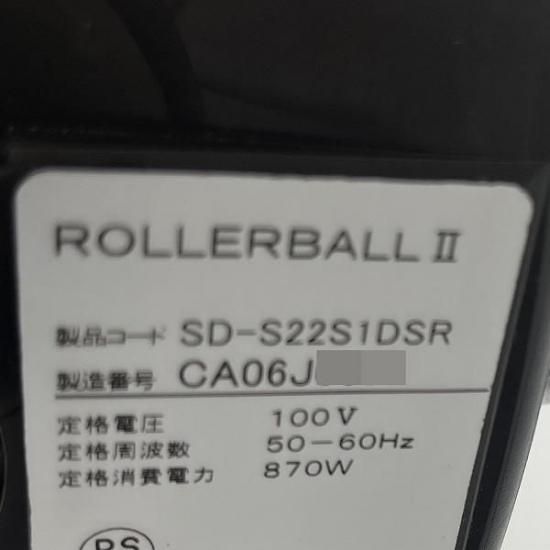 ROLLERBALL II
製品コード SD-S22S1DSR
製造番号 CA06J
定格電圧 100V
定格周波数 50-60Hz
定格消費電力 870W
PS